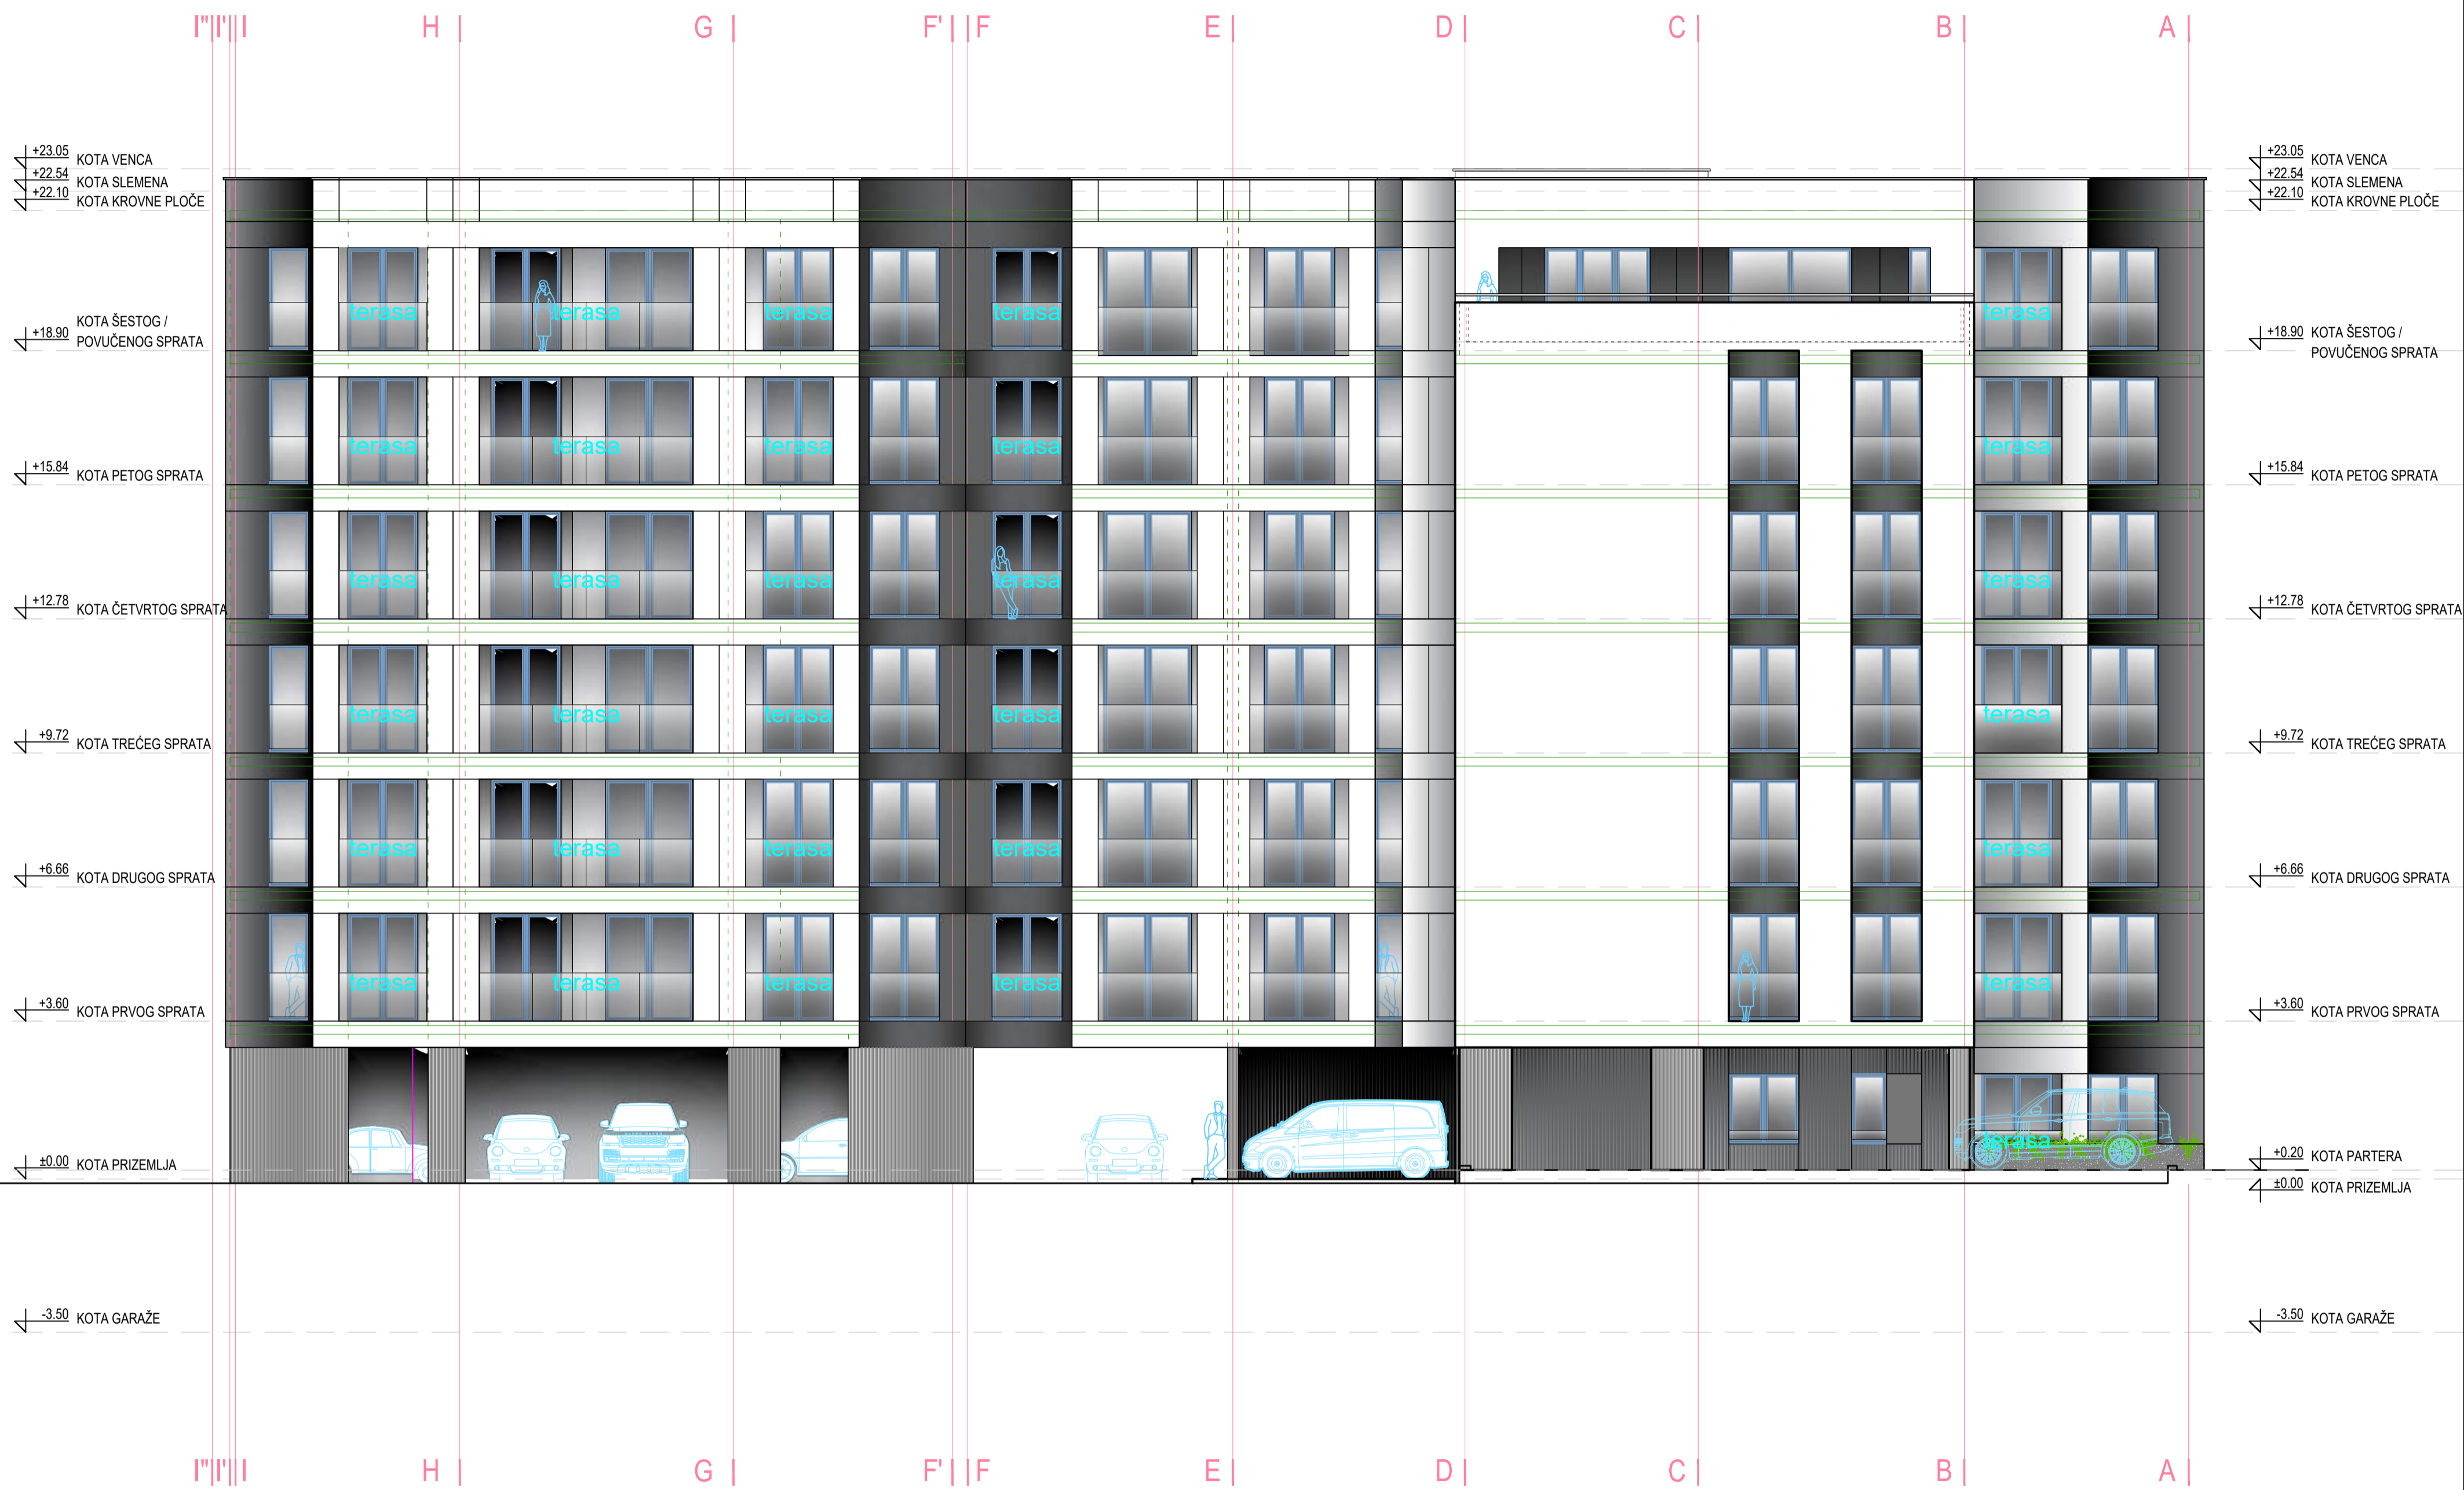 I" I' I H G F' F E D C B A
+23.05 KOTA VENCA
+22.54 KOTA SLEMENA
+22.10 KOTA KROVNE PLOČE
+18.90 KOTA ŠESTOG /
POVUČENOG SPRATA
+15.84 KOTA PETOG SPRATA
+12.78 KOTA ČETVRTOG SPRATA
+9.72 KOTA TREĆEG SPRATA
+6.66 KOTA DRUGOG SPRATA
+3.60 KOTA PRVOG SPRATA
±0.00 KOTA PRIZEMLJA
-3.50 KOTA GARAŽE
terasa terasa terasa terasa terasa
terasa terasa terasa terasa terasa
terasa terasa terasa terasa terasa
terasa terasa terasa terasa terasa
terasa terasa terasa terasa terasa
terasa terasa terasa terasa terasa
terasa
+23.05 KOTA VENCA
+22.54 KOTA SLEMENA
+22.10 KOTA KROVNE PLOČE
+18.90 KOTA ŠESTOG /
POVUČENOG SPRATA
+15.84 KOTA PETOG SPRATA
+12.78 KOTA ČETVRTOG SPRATA
+9.72 KOTA TREĆEG SPRATA
+6.66 KOTA DRUGOG SPRATA
+3.60 KOTA PRVOG SPRATA
+0.20 KOTA PARTERA
±0.00 KOTA PRIZEMLJA
-3.50 KOTA GARAŽE
I" I' I H G F' F E D C B A